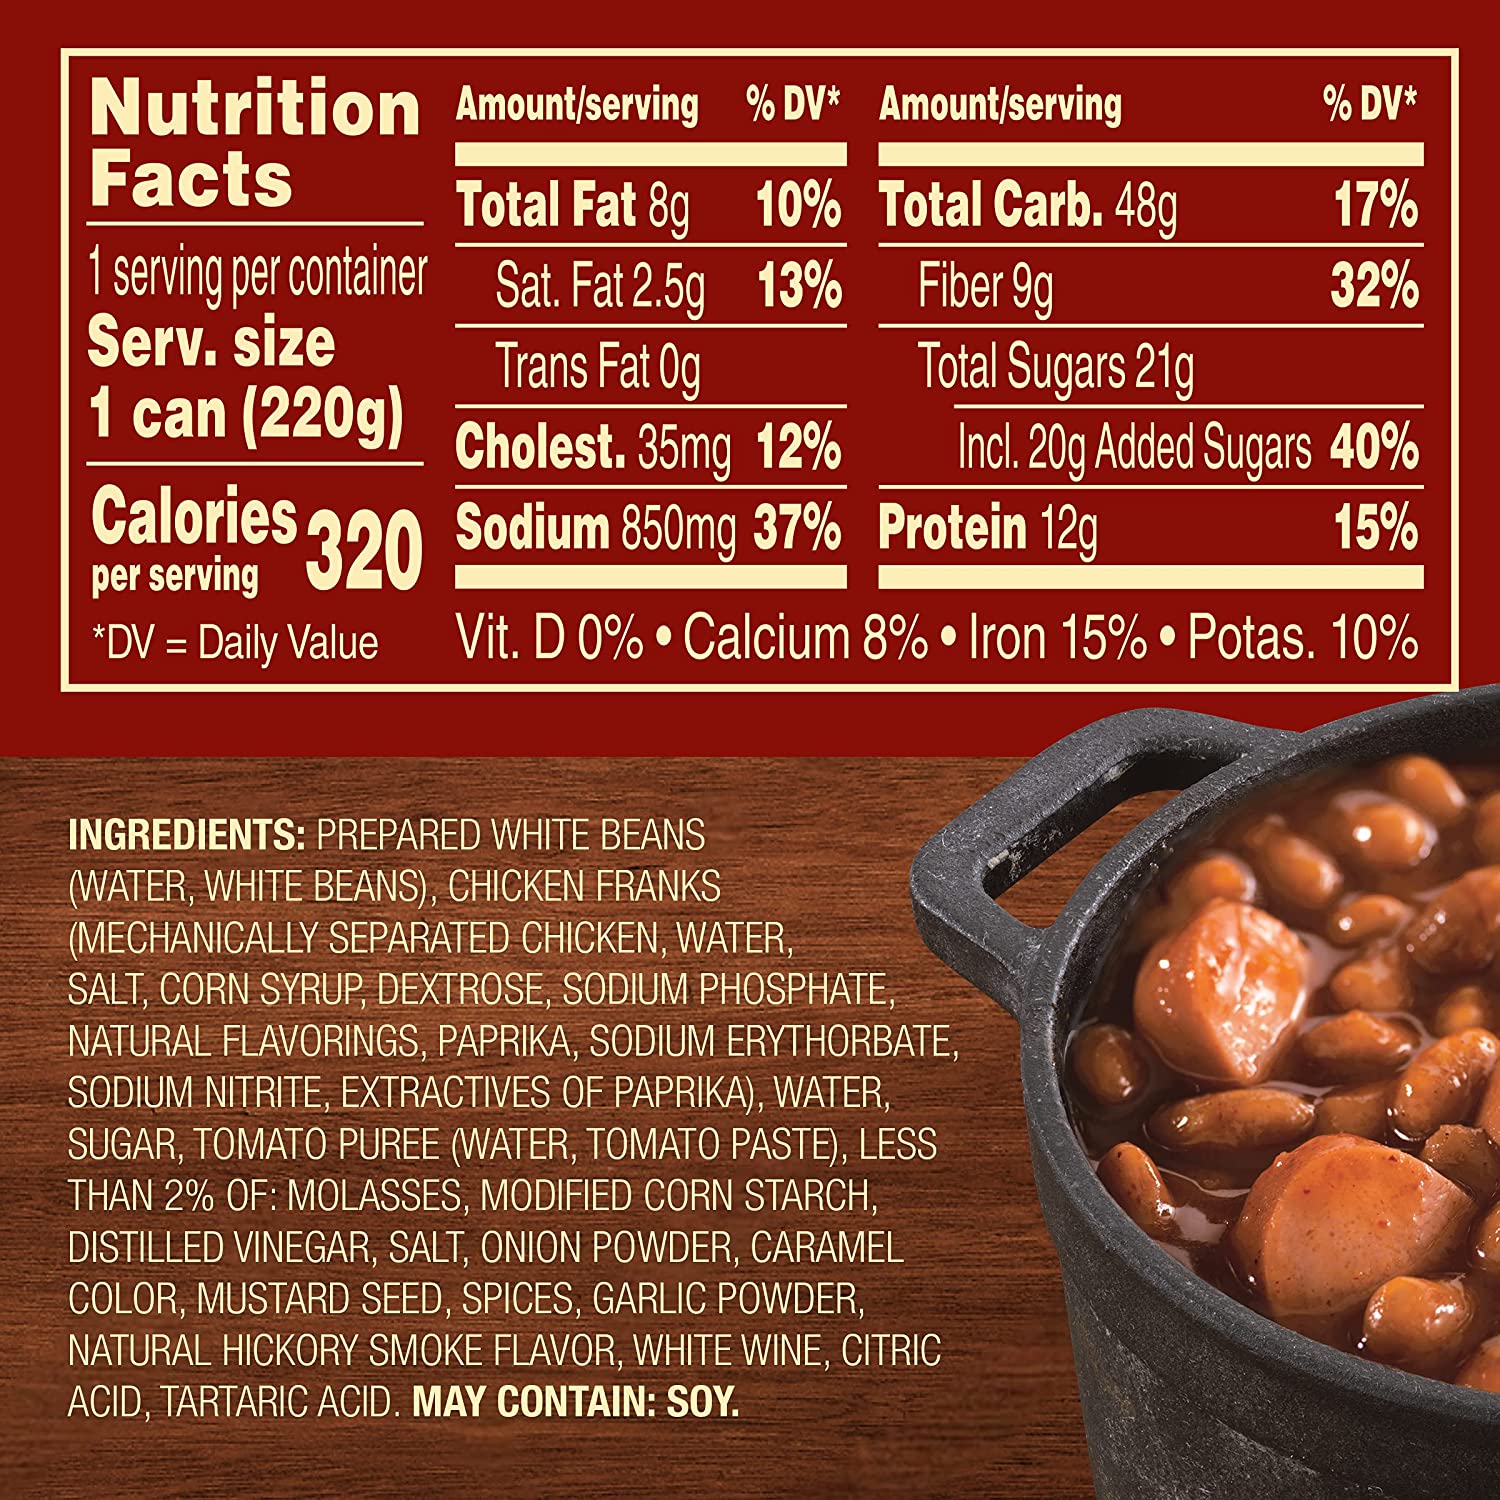 Nutrition
Facts
1 serving per container
Serv. size
1 can (220g)
Calories
per serving
320
*DV = Daily Value
Amount/serving % DV*
Total Fat 8g 10%
Sat. Fat 2.5g 13%
Trans Fat 0g
Cholest. 35mg 12%
Sodium 850mg 37%
Amount/serving % DV*
Total Carb. 48g 17%
Fiber 9g 32%
Total Sugars 21g
Incl. 20g Added Sugars 40%
Protein 12g 15%
Vit. D 0% • Calcium 8% • Iron 15% • Potas. 10%
INGREDIENTS: PREPARED WHITE BEANS
(WATER, WHITE BEANS), CHICKEN FRANKS
(MECHANICALLY SEPARATED CHICKEN, WATER,
SALT, CORN SYRUP, DEXTROSE, SODIUM PHOSPHATE,
NATURAL FLAVORINGS, PAPRIKA, SODIUM ERYTHORBATE,
SODIUM NITRITE, EXTRACTIVES OF PAPRIKA), WATER,
SUGAR, TOMATO PUREE (WATER, TOMATO PASTE), LESS
THAN 2% OF: MOLASSES, MODIFIED CORN STARCH,
DISTILLED VINEGAR, SALT, ONION POWDER, CARAMEL
COLOR, MUSTARD SEED, SPICES, GARLIC POWDER,
NATURAL HICKORY SMOKE FLAVOR, WHITE WINE, CITRIC
ACID, TARTARIC ACID. MAY CONTAIN: SOY.